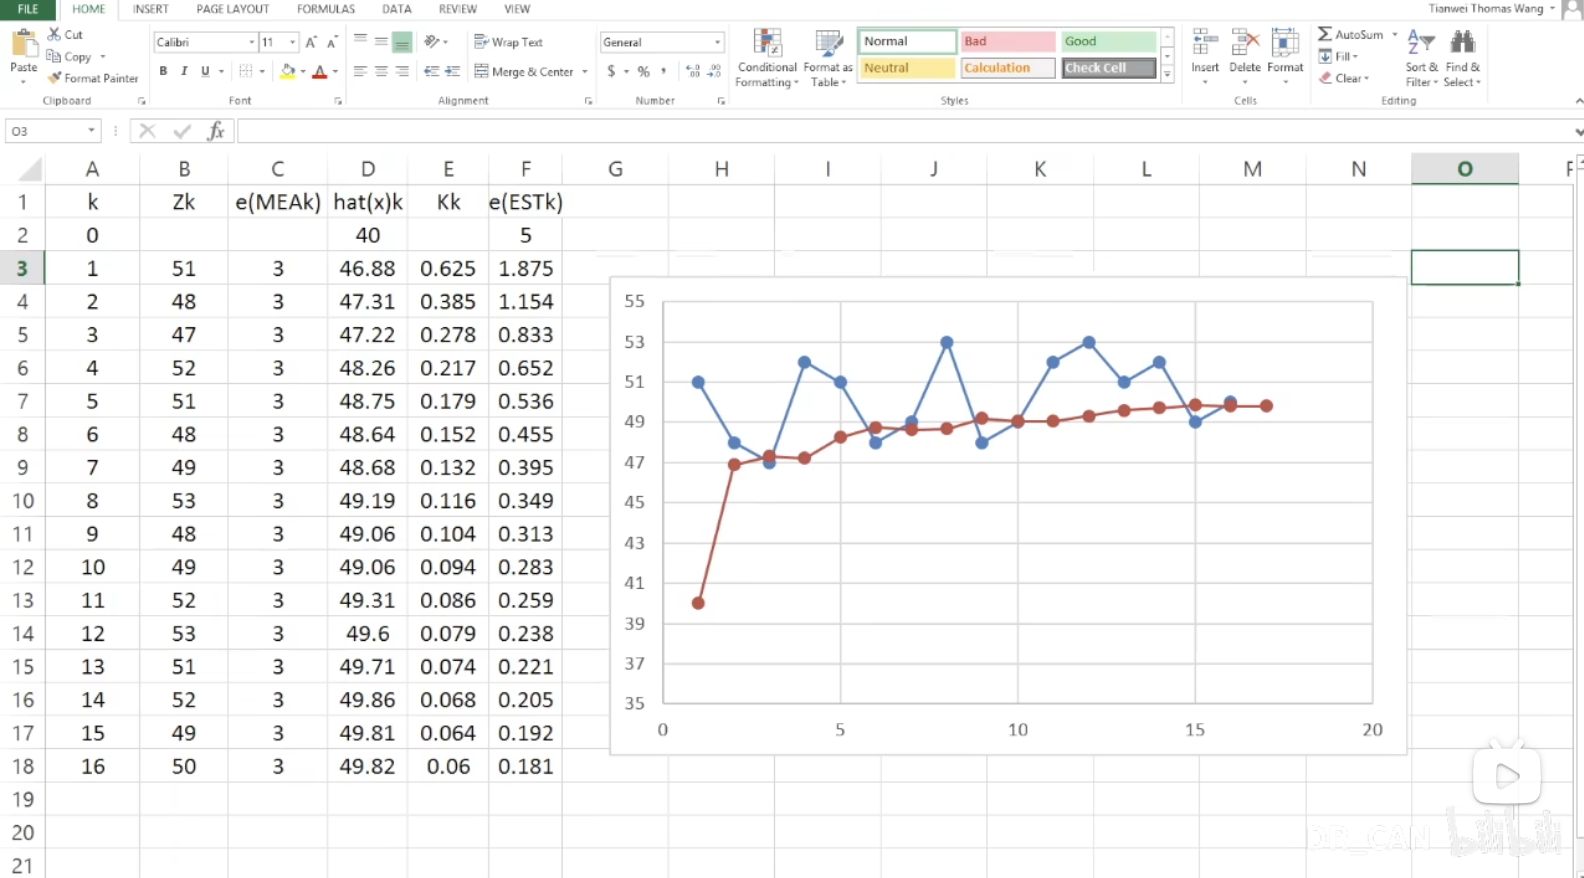 FILE HOME INSERT PAGE LAYOUT FORMULAS DATA REVIEW VIEW Tianwei Thomas Wang
Paste
Cut
Copy
Format Painter
Clipboard
Calibri 11
B I U
Font
Wrap Text
Merge & Center
Alignment
General
$ % ,
Number
Conditional Formatting
Format as Table
Normal Bad Good
Neutral Calculation Check Cell
Styles
Insert Delete Format
Cells
AutoSum
Fill
Clear
Sort & Filter
Find & Select
Editing
O3 fx
A B C D E F G H I J K L M N O
1 k Zk e(MEAk) hat(x)k Kk e(ESTk)
2 0 40 5
3 1 51 3 46.88 0.625 1.875
4 2 48 3 47.31 0.385 1.154
5 3 47 3 47.22 0.278 0.833
6 4 52 3 48.26 0.217 0.652
7 5 51 3 48.75 0.179 0.536
8 6 48 3 48.64 0.152 0.455
9 7 49 3 48.68 0.132 0.395
10 8 53 3 49.19 0.116 0.349
11 9 48 3 49.06 0.104 0.313
12 10 49 3 49.06 0.094 0.283
13 11 52 3 49.31 0.086 0.259
14 12 53 3 49.6 0.079 0.238
15 13 51 3 49.71 0.074 0.221
16 14 52 3 49.86 0.068 0.205
17 15 49 3 49.81 0.064 0.192
18 16 50 3 49.82 0.06 0.181
19
20
21
55
53
51
49
47
45
43
41
39
37
35
0 5 10 15 20
DR_CAN bilibili